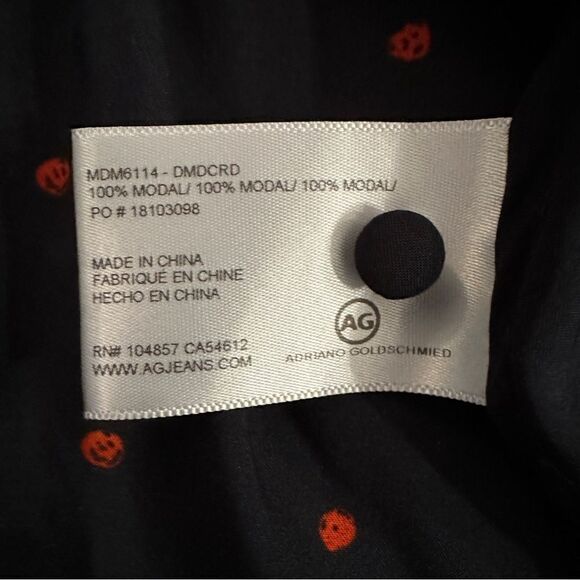 MDM6114 - DMDCRD
100% MODAL/ 100% MODAL/ 100% MODAL/
PO # 18103098
MADE IN CHINA
FABRIQUÉ EN CHINE
HECHO EN CHINA
RN# 104857 CA54612
WWW.AGJEANS.COM
AG
ADRIANO GOLDSCHMIED